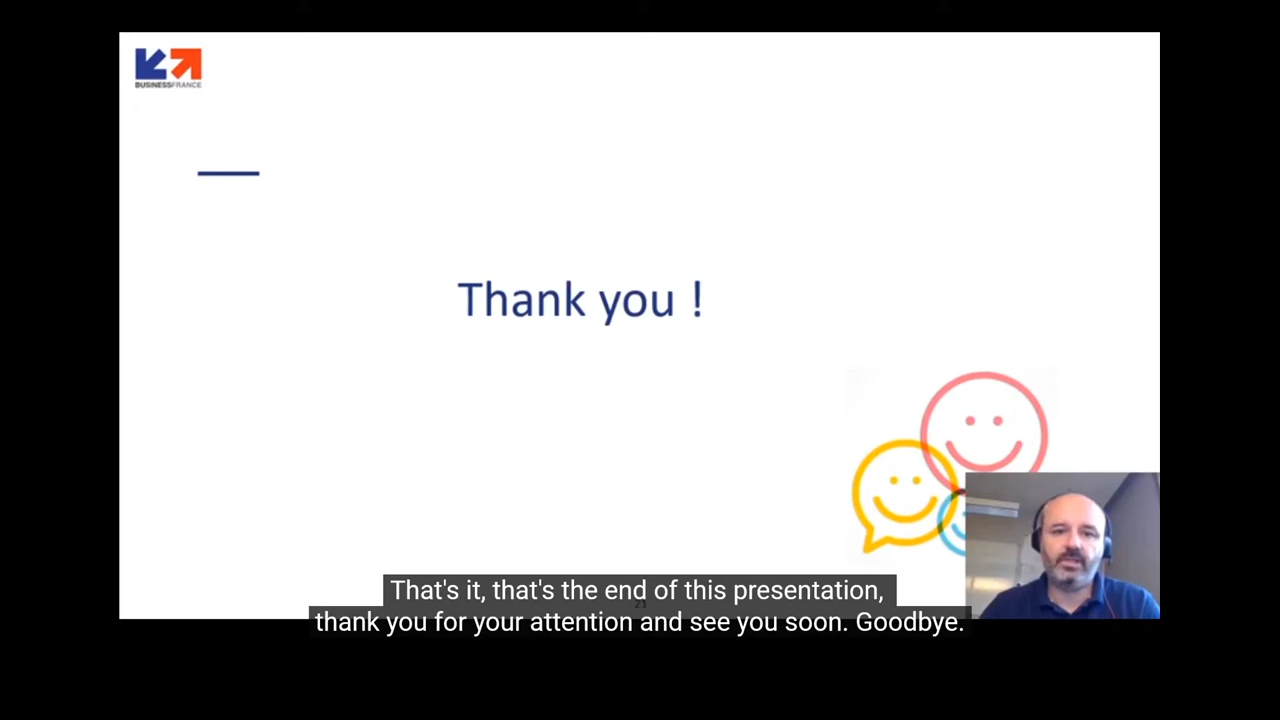 BUSINESSFRANCE
Thank you !
That's it, that's the end of this presentation,
21
thank you for your attention and see you soon. Goodbye.